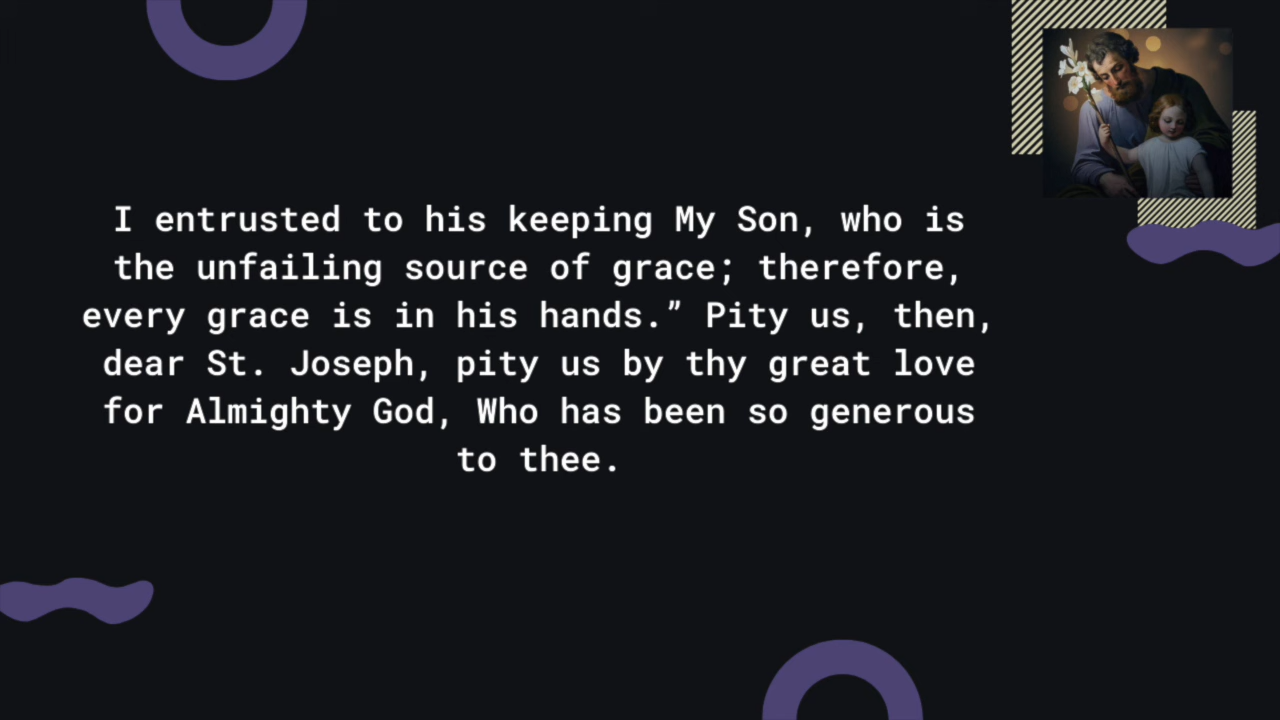 I entrusted to his keeping My Son, who is
the unfailing source of grace; therefore,
every grace is in his hands.” Pity us, then,
dear St. Joseph, pity us by thy great love
for Almighty God, Who has been so generous
to thee.